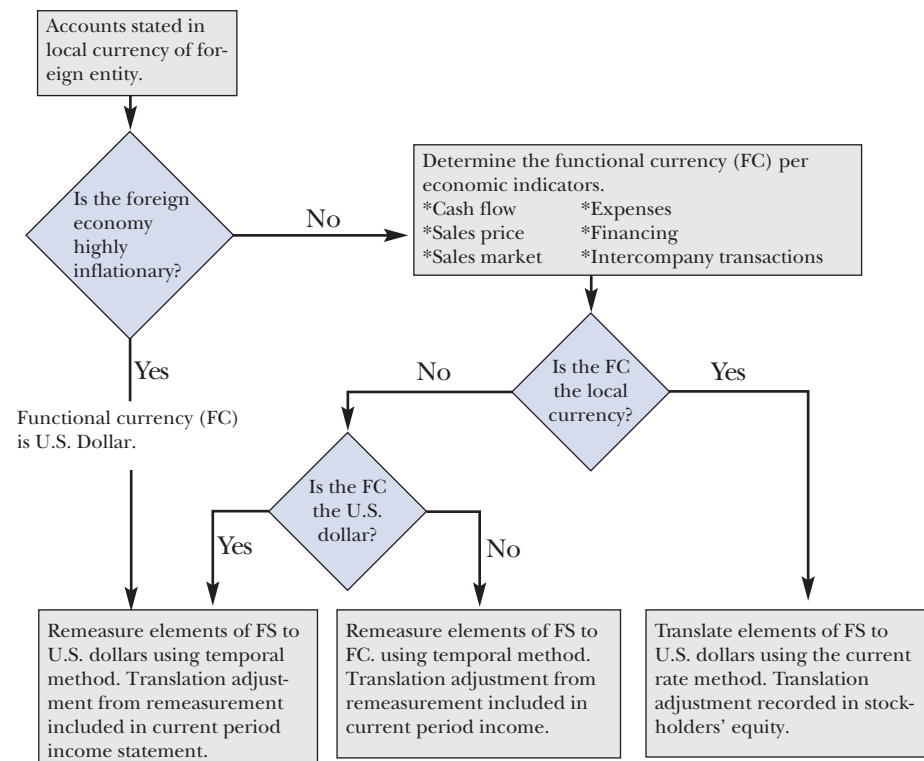 Accounts stated in
local currency of for-
eign entity.
Is the foreign
economy
highly
inflationary?
No
Determine the functional currency (FC) per
economic indicators.
*Cash flow *Expenses
*Sales price *Financing
*Sales market *Intercompany transactions
Yes
Functional currency (FC)
is U.S. Dollar.
Is the FC
the local
currency?
No
Yes
Is the FC
the U.S.
dollar?
Yes
No
Remeasure elements of FS to
U.S. dollars using temporal
method. Translation adjust-
ment from remeasurement
included in current period
income statement.
Remeasure elements of FS to
FC. using temporal method.
Translation adjustment from
remeasurement included in
current period income.
Translate elements of FS to
U.S. dollars using the current
rate method. Translation
adjustment recorded in stock-
holders' equity.